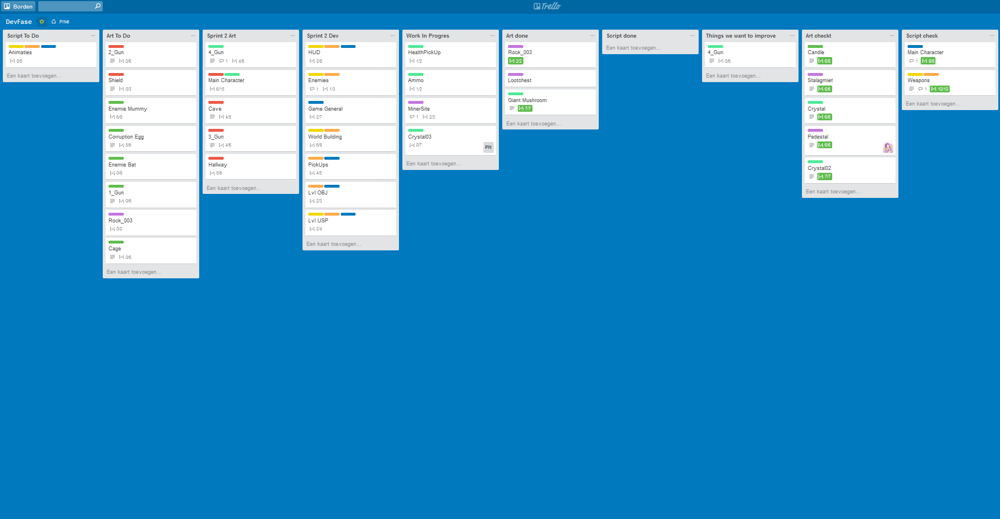 Borden
Trello
DevFase
Privé
Script To Do
Animaties
0/5
Een kaart toevoegen...
Art To Do
2_Gun
0/6
Shield
0/3
Enemie Mummy
6/8
Corruption Egg
5/6
Enemie Bat
0/8
1_Gun
0/6
Rock_003
0/2
Cage
0/6
Een kaart toevoegen...
Sprint 2 Art
4_Gun
1 4/6
Main Character
6/15
Cave
4/5
3_Gun
4/6
Hallway
5/6
Een kaart toevoegen...
Sprint 2 Dev
HUD
2/8
Enemies
1 1/3
Game General
2/7
World Building
6/9
PickUps
4/5
Lvl OBJ
2/3
Lvl USP
2/4
Een kaart toevoegen...
Work In Progres
HealthPickUp
1/2
Ammo
1/2
MinerSite
1 2/3
Crystal03
0/7
PH
Een kaart toevoegen...
Art done
Rock_003
2/2
Lootchest
Giant Mushroom
7/7
Een kaart toevoegen...
Script done
Een kaart toevoegen...
Things we want to improve
4_Gun
0/6
Een kaart toevoegen...
Art checkt
Candle
6/6
Stalagmiet
6/6
Crystal
6/6
Pedestal
6/6
Crystal02
7/7
Een kaart toevoegen...
Script check
Main Character
1 8/8
Weapons
1 10/10
Een kaart toevoegen...